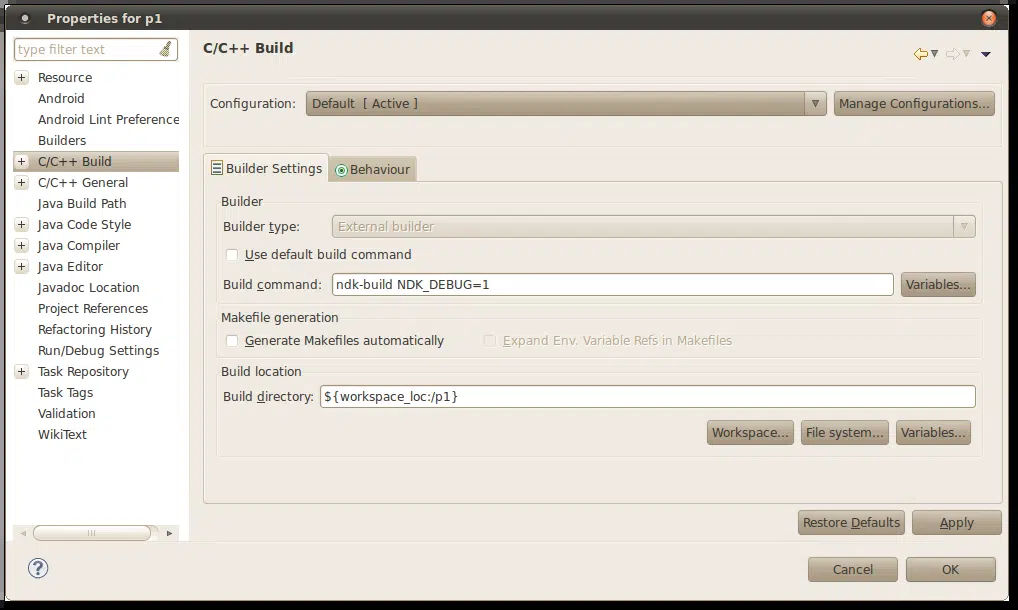 Properties for p1
type filter text
Resource
Android
Android Lint Preference
Builders
C/C++ Build
C/C++ General
Java Build Path
Java Code Style
Java Compiler
Java Editor
Javadoc Location
Project References
Refactoring History
Run/Debug Settings
Task Repository
Task Tags
Validation
WikiText
C/C++ Build
Configuration: Default [ Active ] Manage Configurations...
Builder Settings Behaviour
Builder
Builder type: External builder
Use default build command
Build command: ndk-build NDK_DEBUG=1 Variables...
Makefile generation
Generate Makefiles automatically Expand Env. Variable Refs in Makefiles
Build location
Build directory: ${workspace_loc:/p1}
Workspace... File system... Variables...
Restore Defaults Apply
? Cancel OK